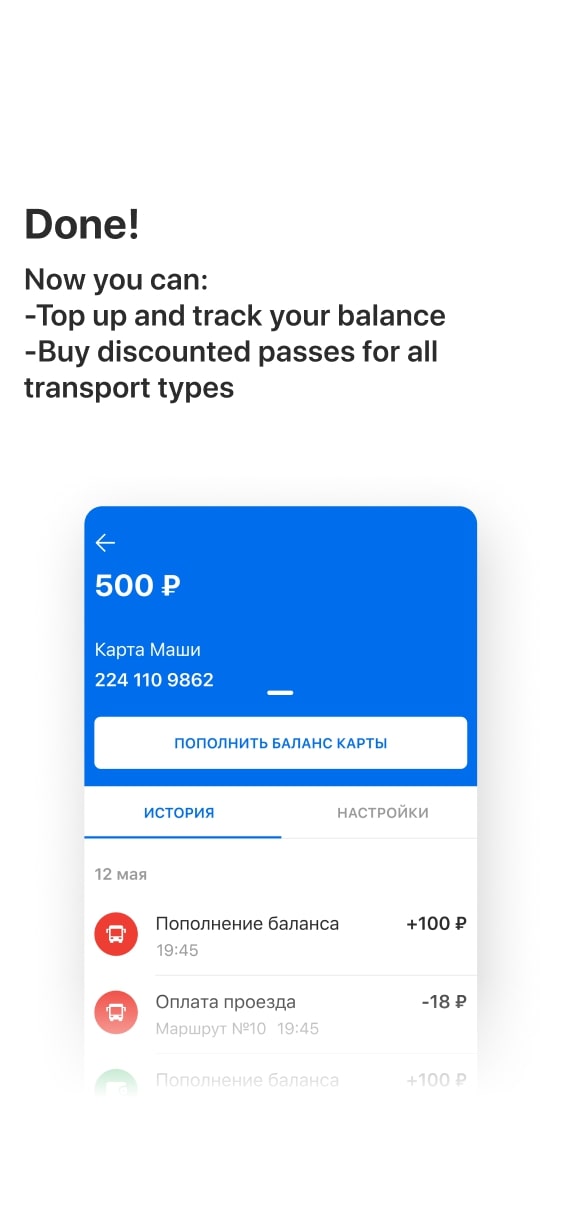 Done!
Now you can:
-Top up and track your balance
-Buy discounted passes for all
transport types
500 ₽
Карта Маши
224 110 9862
ПОПОЛНИТЬ БАЛАНС КАРТЫ
ИСТОРИЯ НАСТРОЙКИ
12 мая
Пополнение баланса +100 ₽
19:45
Оплата проезда -18 ₽
Маршрут №10 19:45
Пополнение баланса +100 ₽